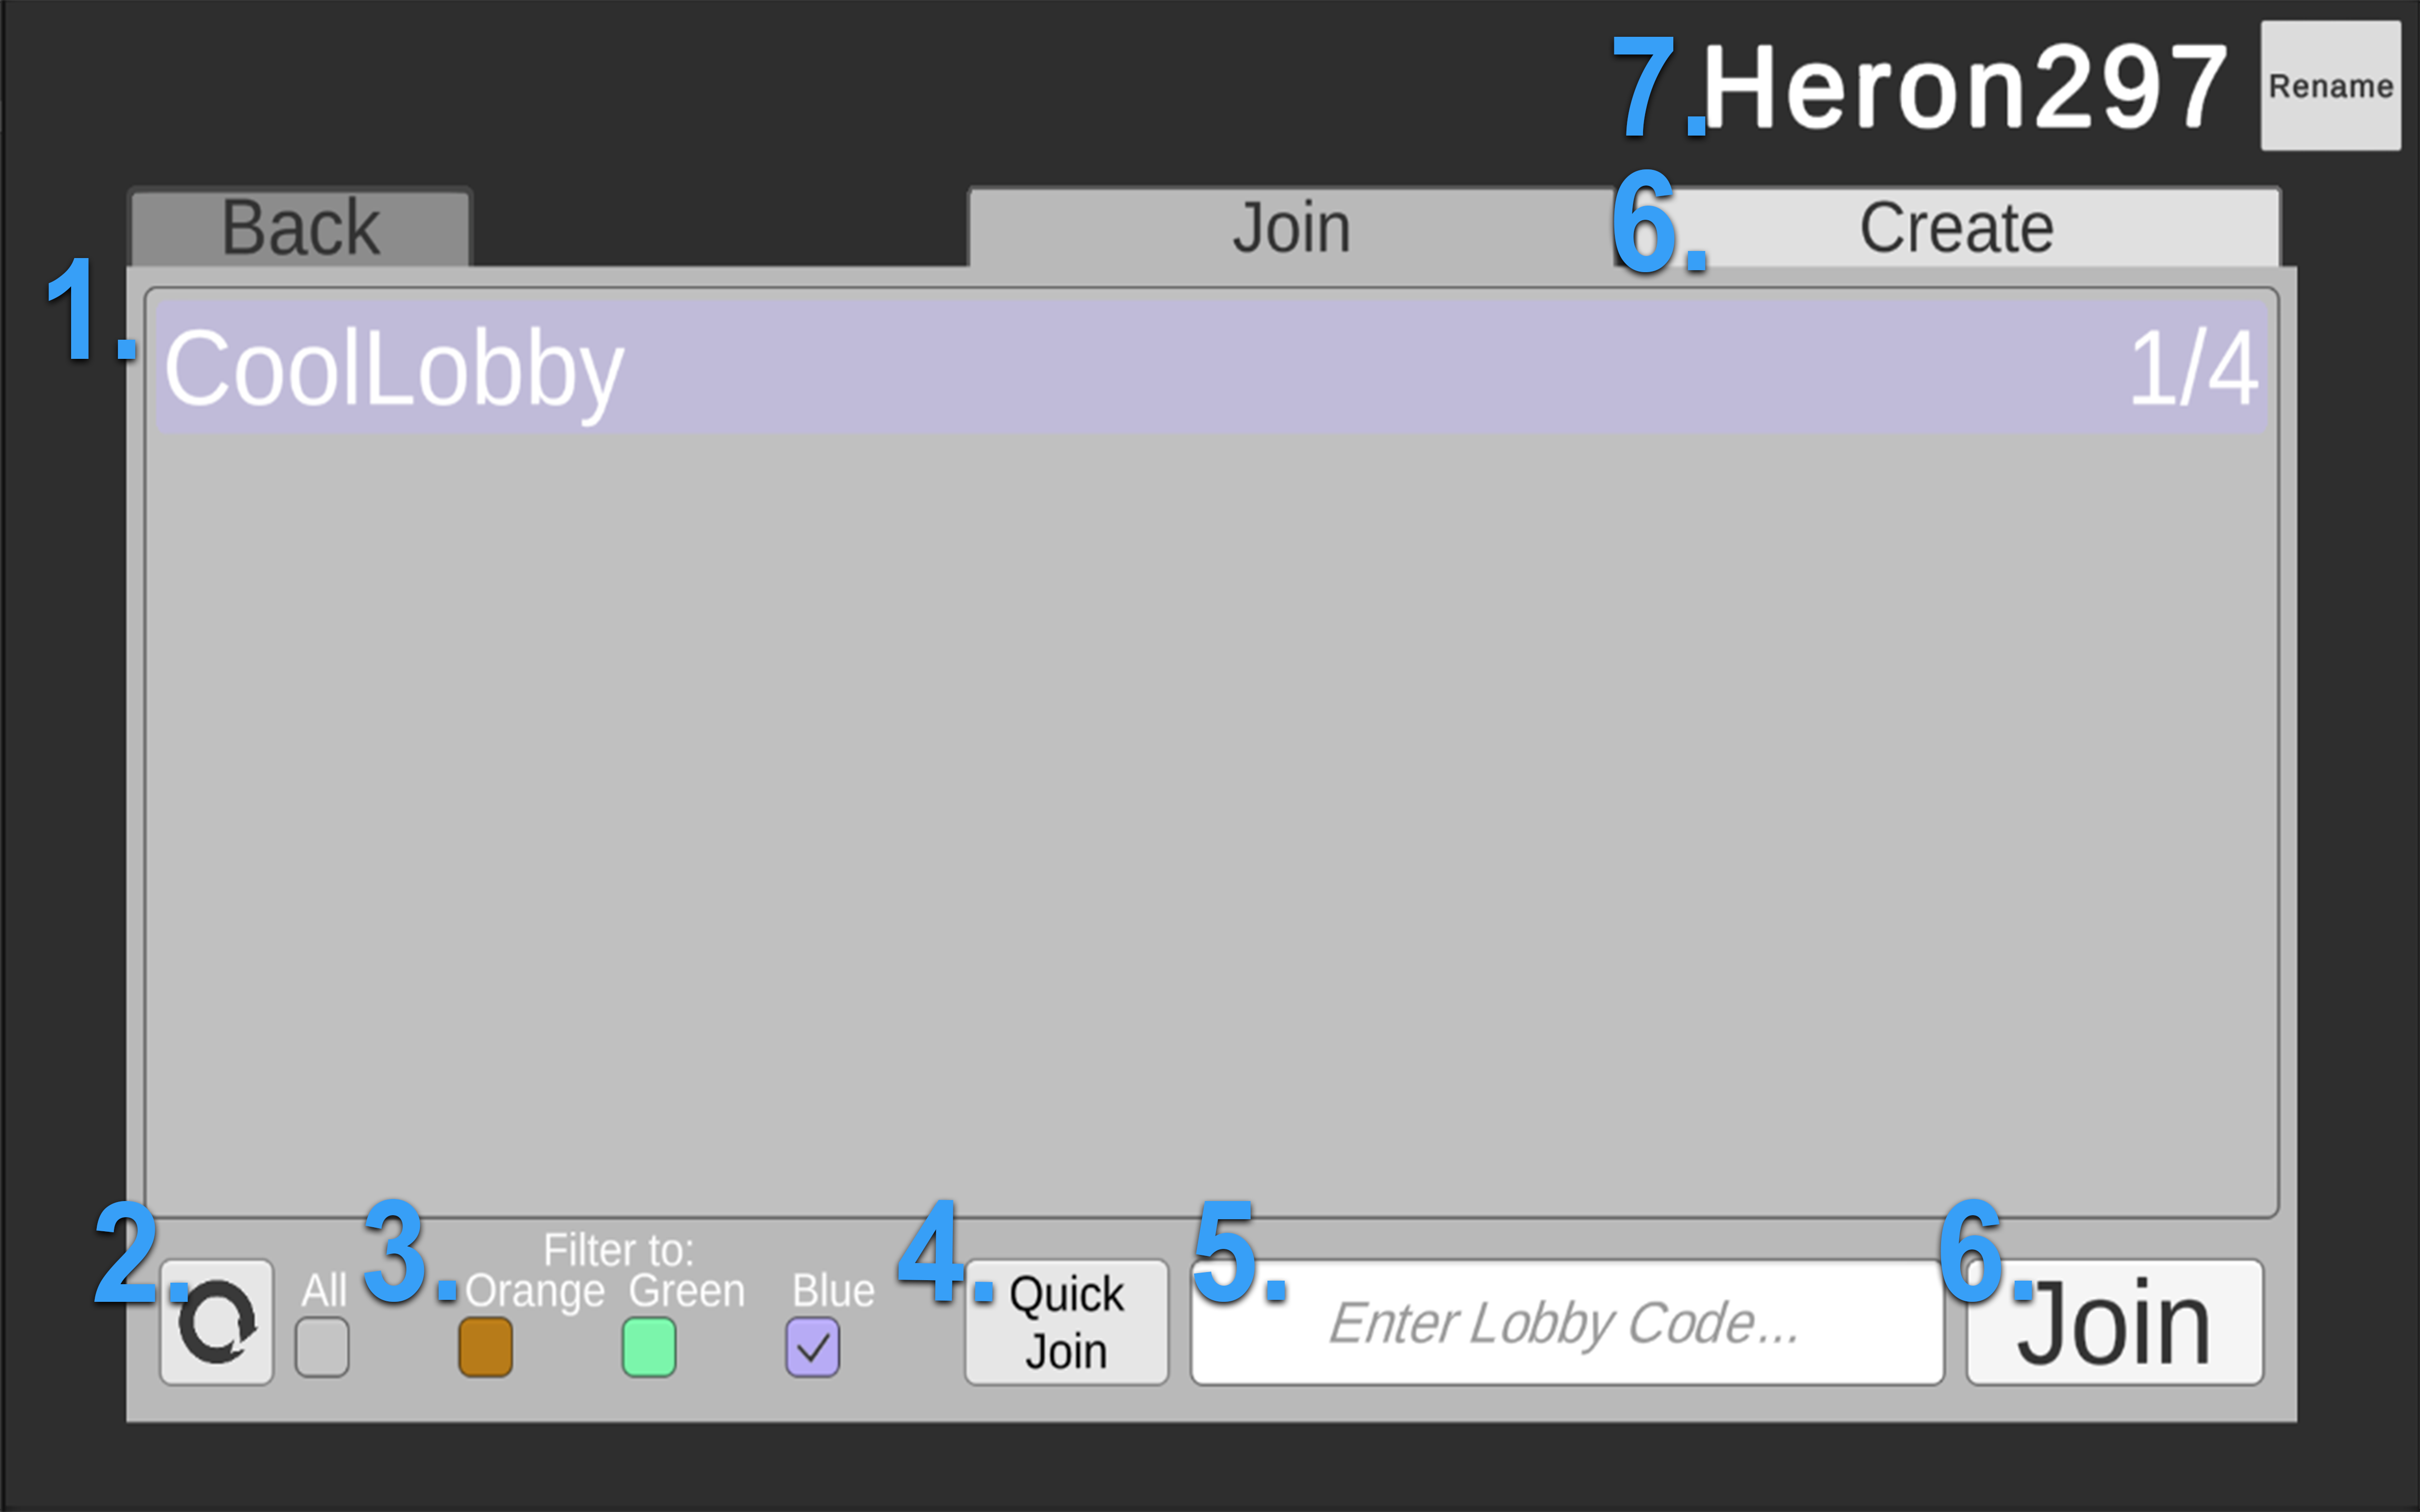 7. Heron297 Rename
Back Join 6. Create
1. CoolLobby 1/4
2. 3. 4. 5. 6.
Filter to:
All Orange Green Blue
Quick
Join
Enter Lobby Code...
Join